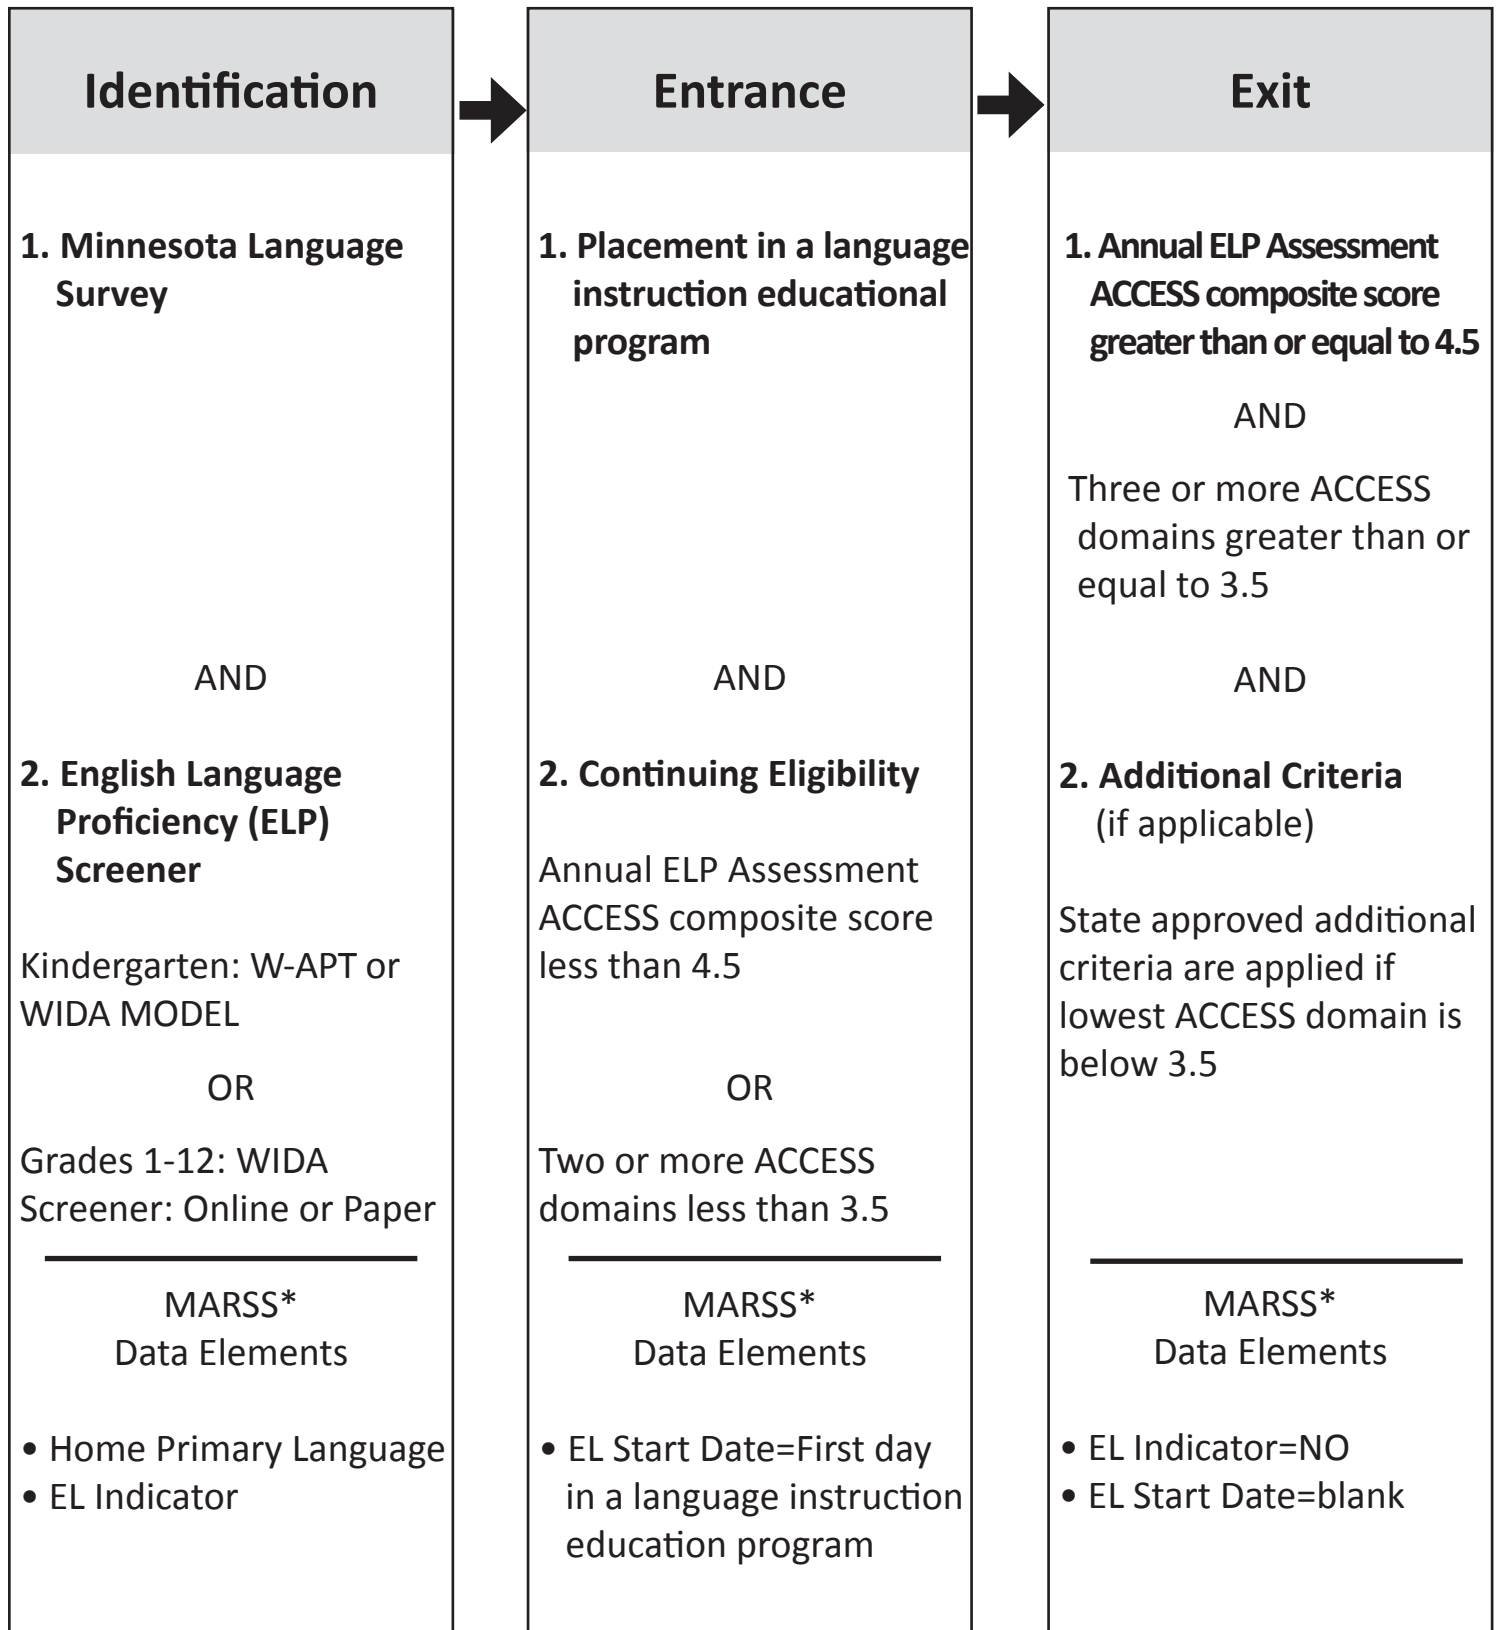 Identification
1. Minnesota Language
Survey
AND
2. English Language
Proficiency (ELP)
Screener
Kindergarten: W-APT or
WIDA MODEL
OR
Grades 1-12: WIDA
Screener: Online or Paper
MARSS*
Data Elements
• Home Primary Language
• EL Indicator
Entrance
1. Placement in a language
instruction educational
program
AND
2. Continuing Eligibility
Annual ELP Assessment
ACCESS composite score
less than 4.5
OR
Two or more ACCESS
domains less than 3.5
MARSS*
Data Elements
• EL Start Date=First day
in a language instruction
education program
Exit
1. Annual ELP Assessment
ACCESS composite score
greater than or equal to 4.5
AND
Three or more ACCESS
domains greater than or
equal to 3.5
AND
2. Additional Criteria
(if applicable)
State approved additional
criteria are applied if
lowest ACCESS domain is
below 3.5
MARSS*
Data Elements
• EL Indicator=NO
• EL Start Date=blank